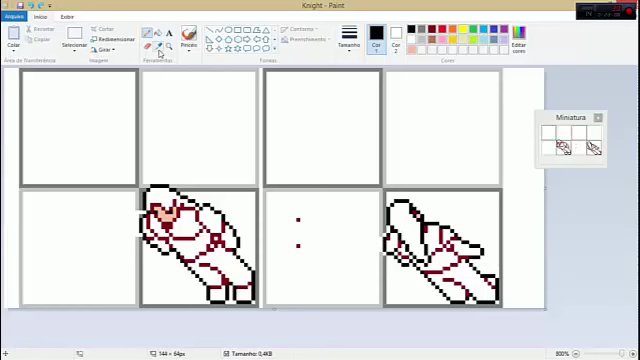 Knight - Paint
Arquivo Início Exibir
Colar
Recortar
Copiar
Área de Transferência
Selecionar
Cortar
Redimensionar
Girar
Imagem
A
Ferramentas
Pincéis
Contorno
Preenchimento
Formas
Tamanho
Cor
1
Cor
2
Editar
cores
Cores
Miniatura
144 × 64px
Tamanho: 0,4KB
800%